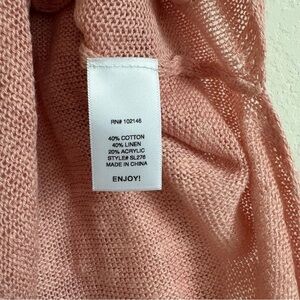 RN# 102146
40% COTTON
40% LINEN
20% ACRYLIC
STYLE# SL276
MADE IN CHINA
ENJOY!